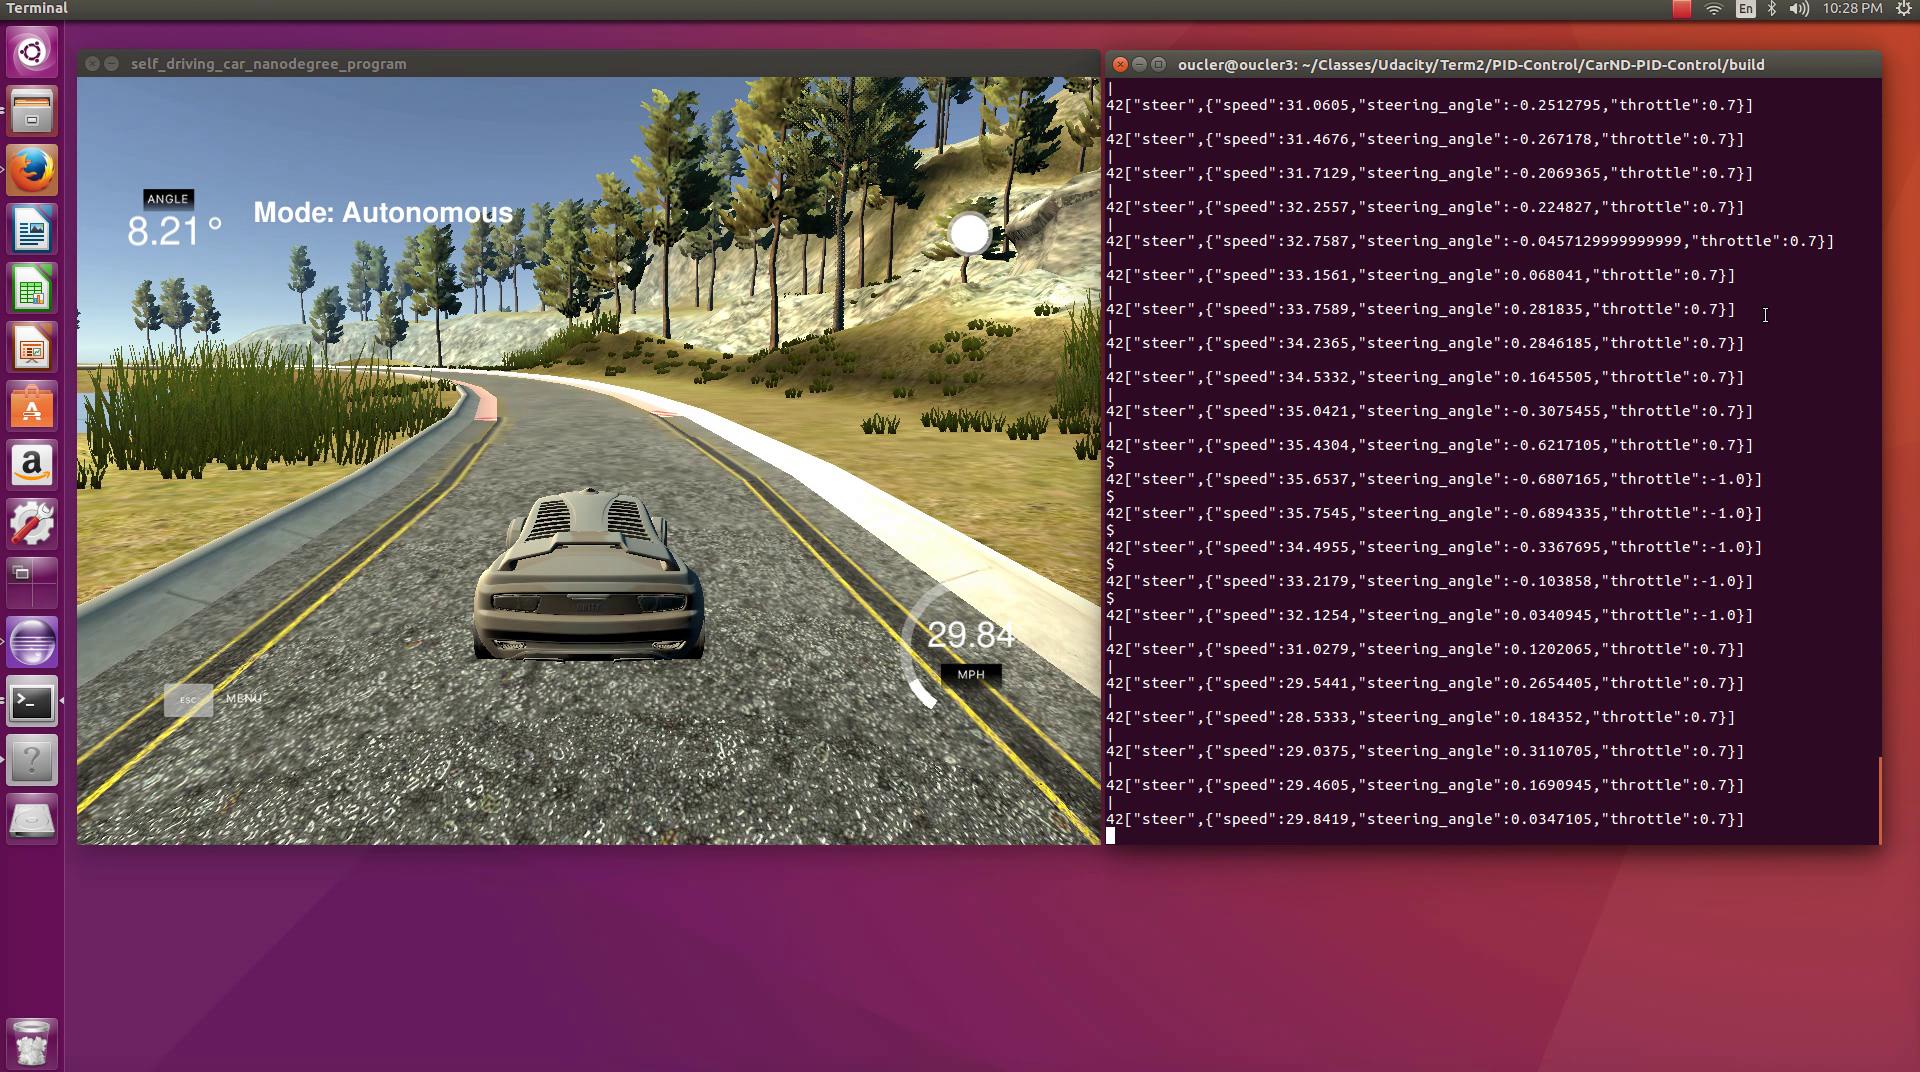 Terminal
En
10:28 PM
self_driving_car_nanodegree_program
ANGLE
8.21°
Mode: Autonomous
29.84
MPH
ESC
MENU
oucler@oucler3: ~/Classes/Udacity/Term2/PID-Control/CarND-PID-Control/build
|
42["steer",{"speed":31.0605,"steering_angle":-0.2512795,"throttle":0.7}]
|
42["steer",{"speed":31.4676,"steering_angle":-0.267178,"throttle":0.7}]
|
42["steer",{"speed":31.7129,"steering_angle":-0.2069365,"throttle":0.7}]
|
42["steer",{"speed":32.2557,"steering_angle":-0.224827,"throttle":0.7}]
|
42["steer",{"speed":32.7587,"steering_angle":-0.0457129999999999,"throttle":0.7}]
|
42["steer",{"speed":33.1561,"steering_angle":0.068041,"throttle":0.7}]
|
42["steer",{"speed":33.7589,"steering_angle":0.281835,"throttle":0.7}]
|
42["steer",{"speed":34.2365,"steering_angle":0.2846185,"throttle":0.7}]
|
42["steer",{"speed":34.5332,"steering_angle":0.1645505,"throttle":0.7}]
|
42["steer",{"speed":35.0421,"steering_angle":-0.3075455,"throttle":0.7}]
|
42["steer",{"speed":35.4304,"steering_angle":-0.6217105,"throttle":0.7}]
$
42["steer",{"speed":35.6537,"steering_angle":-0.6807165,"throttle":-1.0}]
$
42["steer",{"speed":35.7545,"steering_angle":-0.6894335,"throttle":-1.0}]
$
42["steer",{"speed":34.4955,"steering_angle":-0.3367695,"throttle":-1.0}]
$
42["steer",{"speed":33.2179,"steering_angle":-0.103858,"throttle":-1.0}]
$
42["steer",{"speed":32.1254,"steering_angle":0.0340945,"throttle":-1.0}]
|
42["steer",{"speed":31.0279,"steering_angle":0.1202065,"throttle":0.7}]
|
42["steer",{"speed":29.5441,"steering_angle":0.2654405,"throttle":0.7}]
|
42["steer",{"speed":28.5333,"steering_angle":0.184352,"throttle":0.7}]
|
42["steer",{"speed":29.0375,"steering_angle":0.3110705,"throttle":0.7}]
|
42["steer",{"speed":29.4605,"steering_angle":0.1690945,"throttle":0.7}]
|
42["steer",{"speed":29.8419,"steering_angle":0.0347105,"throttle":0.7}]